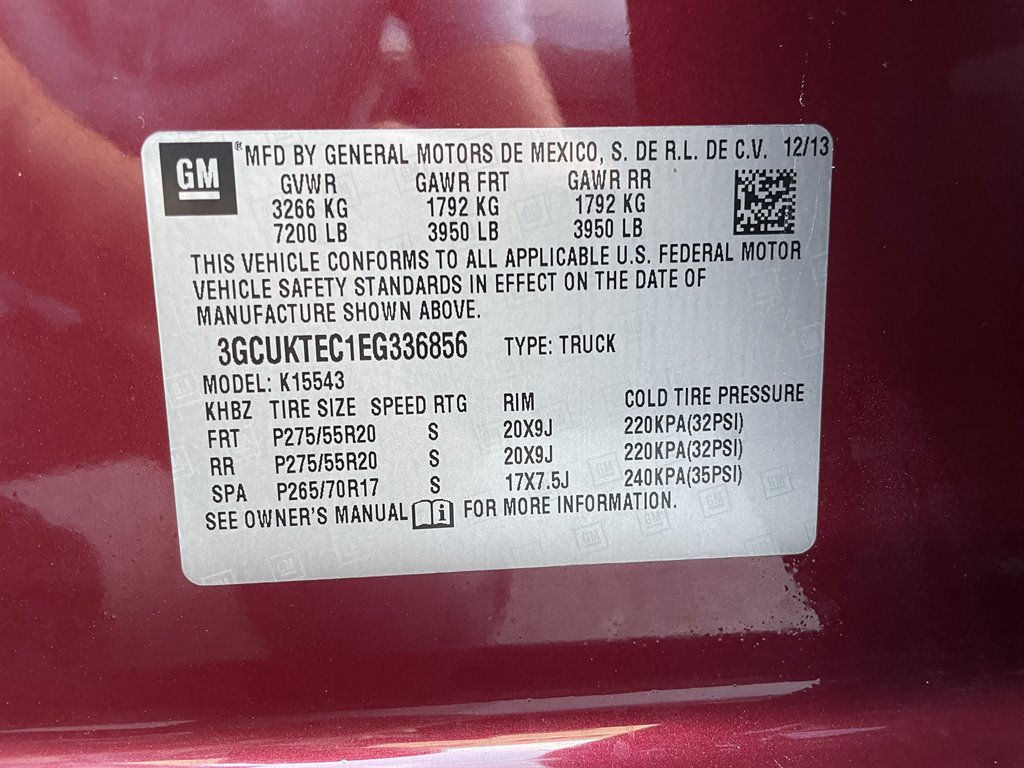 GM ® MFD BY GENERAL MOTORS DE MEXICO, S. DE R.L. DE C.V. 12/13
GVWR GAWR FRT GAWR RR
3266 KG 1792 KG 1792 KG
7200 LB 3950 LB 3950 LB
THIS VEHICLE CONFORMS TO ALL APPLICABLE U.S. FEDERAL MOTOR
VEHICLE SAFETY STANDARDS IN EFFECT ON THE DATE OF
MANUFACTURE SHOWN ABOVE.
3GCUKTEC1EG336856 TYPE: TRUCK
MODEL: K15543
KHBZ TIRE SIZE SPEED RTG RIM COLD TIRE PRESSURE
FRT P275/55R20 S 20X9J 220KPA(32PSI)
RR P275/55R20 S 20X9J 220KPA(32PSI)
SPA P265/70R17 S 17X7.5J 240KPA(35PSI)
SEE OWNER'S MANUAL i FOR MORE INFORMATION.